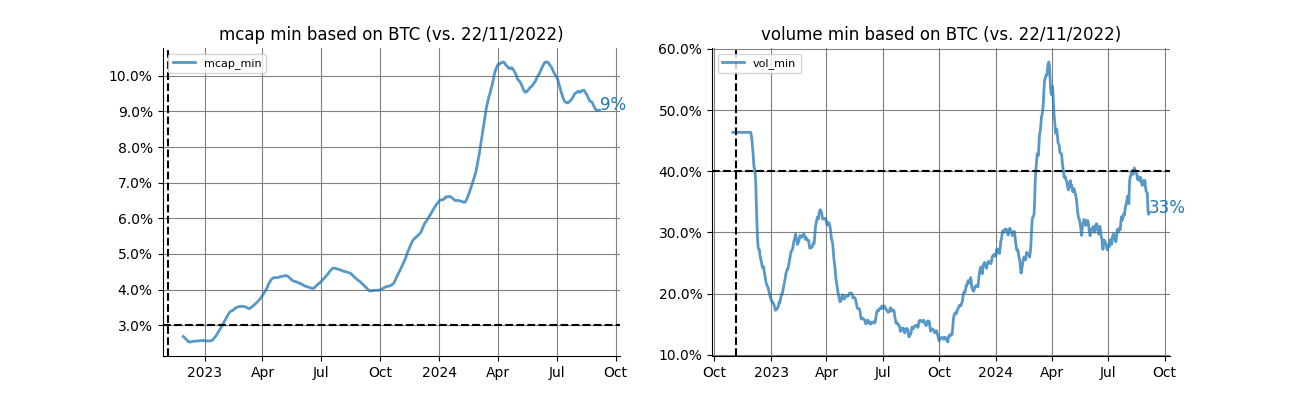 mcap min based on BTC (vs. 22/11/2022)
mcap_min
10.0%
9.0%
8.0%
7.0%
6.0%
5.0%
4.0%
3.0%
9%
2023 Apr Jul Oct 2024 Apr Jul Oct
volume min based on BTC (vs. 22/11/2022)
vol_min
60.0%
50.0%
40.0%
30.0%
20.0%
10.0%
33%
Oct 2023 Apr Jul Oct 2024 Apr Jul Oct